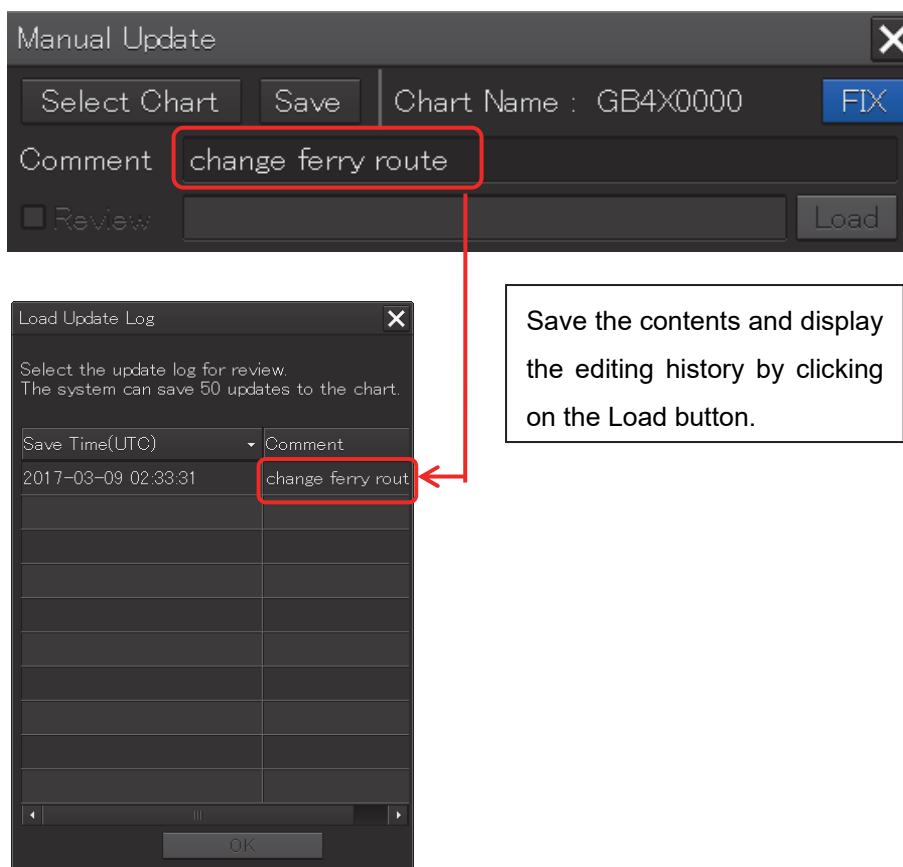 Manual Update
Select Chart Save Chart Name : GB4X0000 FIX
Comment change ferry route
Review Load
Load Update Log
Select the update log for review.
The system can save 50 updates to the chart.
Save Time(UTC) Comment
2017-03-09 02:33:31 change ferry rout
OK
Save the contents and display
the editing history by clicking
on the Load button.